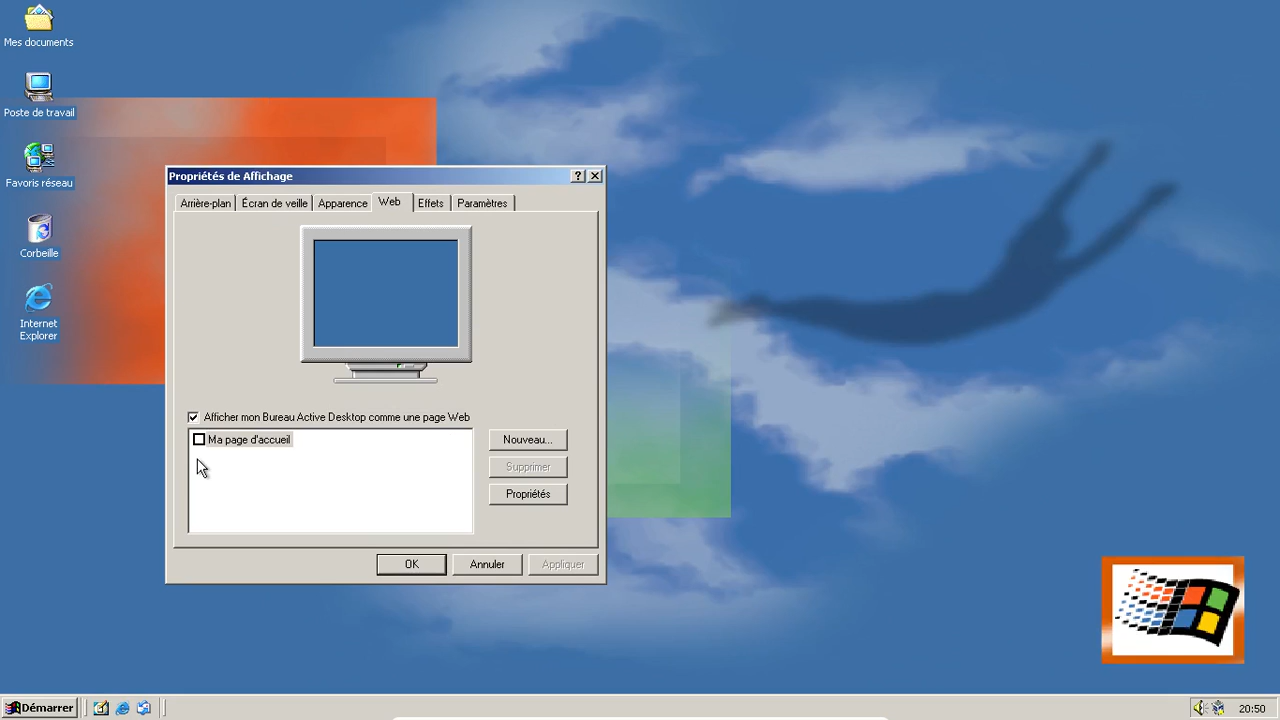 Mes documents
Poste de travail
Favoris réseau
Corbeille
Internet
Explorer
Propriétés de Affichage
Arrière-plan
Écran de veille
Apparence
Web
Effets
Paramètres
Afficher mon Bureau Active Desktop comme une page Web
Ma page d'accueil
Nouveau...
Supprimer
Propriétés
OK
Annuler
Appliquer
Démarrer
20:50